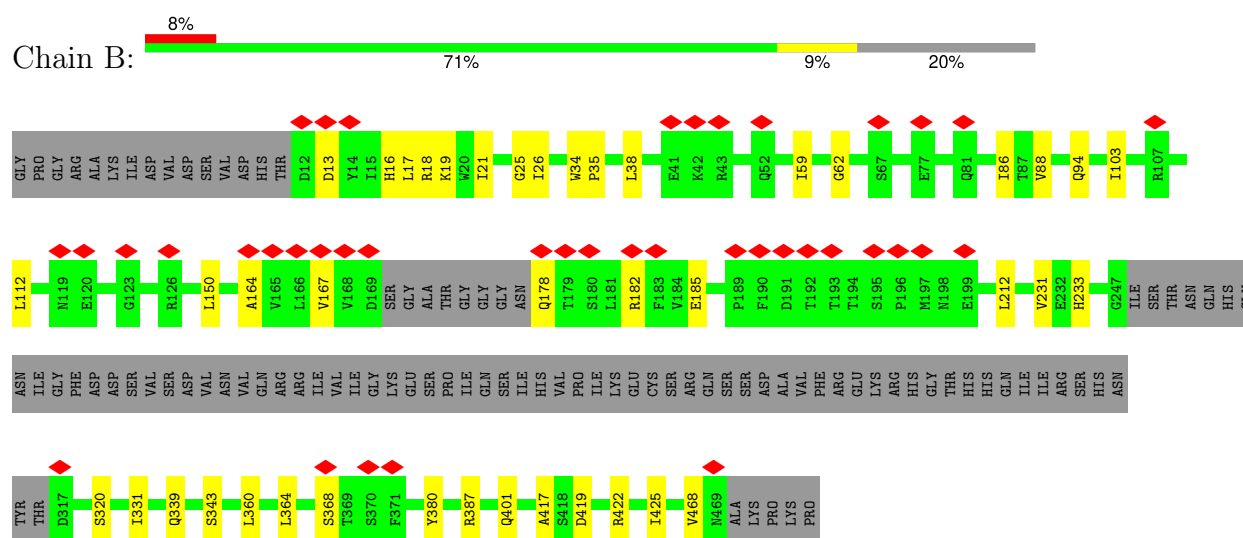 8%
Chain B:
71% 9% 20%
GLY PRO GLY ARG ALA LYS ILE ASP VAL ASP SER VAL ASP HIS THR D12 D13 Y14 I15 H16 L17 R18 K19 W20 I21 G25 I26 W34 P35 L38 E41 K42 R43 Q52 I59 G62 S67 E77 Q81 I86 T87 V88 Q94 I103 R107
L112 N119 E120 G123 R126 L150 A164 V165 L166 V167 V168 D169 SER GLY ALA THR GLY GLY GLY ASN Q178 T179 S180 L181 R182 F183 V184 E185 P189 F190 D191 T192 T193 T194 S195 P196 M197 N198 E199 L212 V231 E232 H233 G247 ILE SER THR ASN GLN HIS
ASN ILE GLY PHE ASP ASP SER VAL SER ASP VAL ASN VAL GLN ARG ARG ILE VAL ILE GLY LYS GLU SER PRO ILE GLN SER ILE HIS VAL PRO ILE LYS GLU CYS SER ARG GLN SER SER ASP ALA VAL PHE ARG GLU LYS ARG HIS GLY THR HIS HIS GLN ILE ILE ARG SER HIS ASN
TYR THR D317 S320 I331 Q339 S343 L360 L364 S368 T369 S370 F371 Y380 R387 Q401 A417 S418 D419 R422 I425 V468 N469 ALA LYS PRO LYS PRO